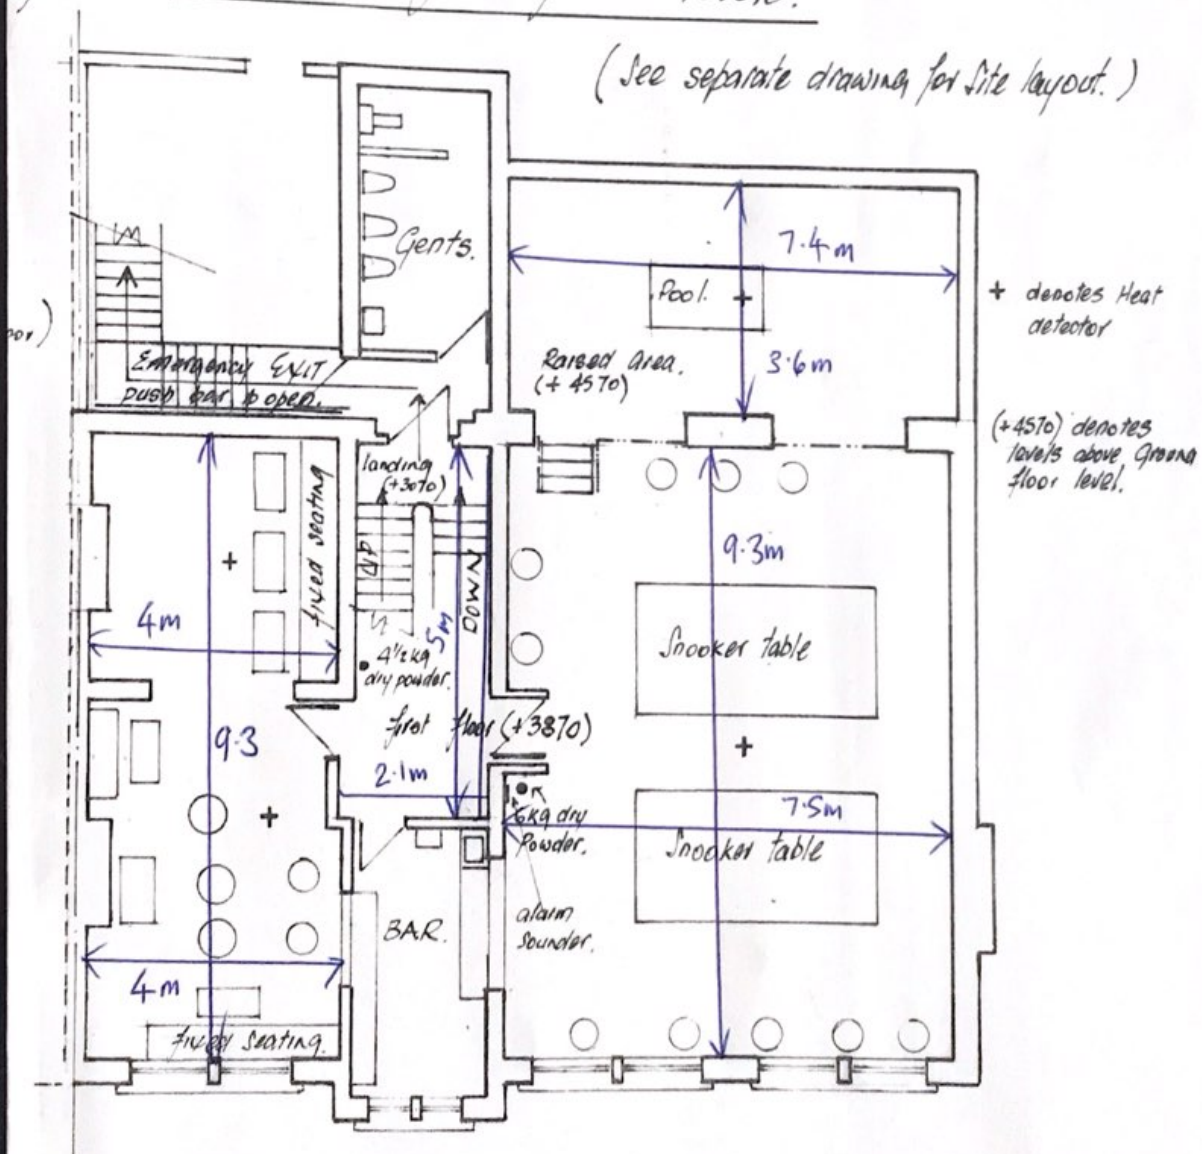 (See separate drawing for Site layout.)
7.4m
Gents.
Pool.
+ denotes Heat
detector
Raised Area.
(+ 4570)
3.6m
Emergency EXIT
push bar to open.
(+4570) denotes
levels above Ground
floor level.
landing
(+3070)
fixed seating
UP
DOWN
9.3m
4m
5m
Snooker table
4½kg
dry powder.
first floor (+3870)
9.3
2.1m
7.5m
6kg dry
Powder.
Snooker table
BAR.
alarm
sounder.
4m
fixed seating.